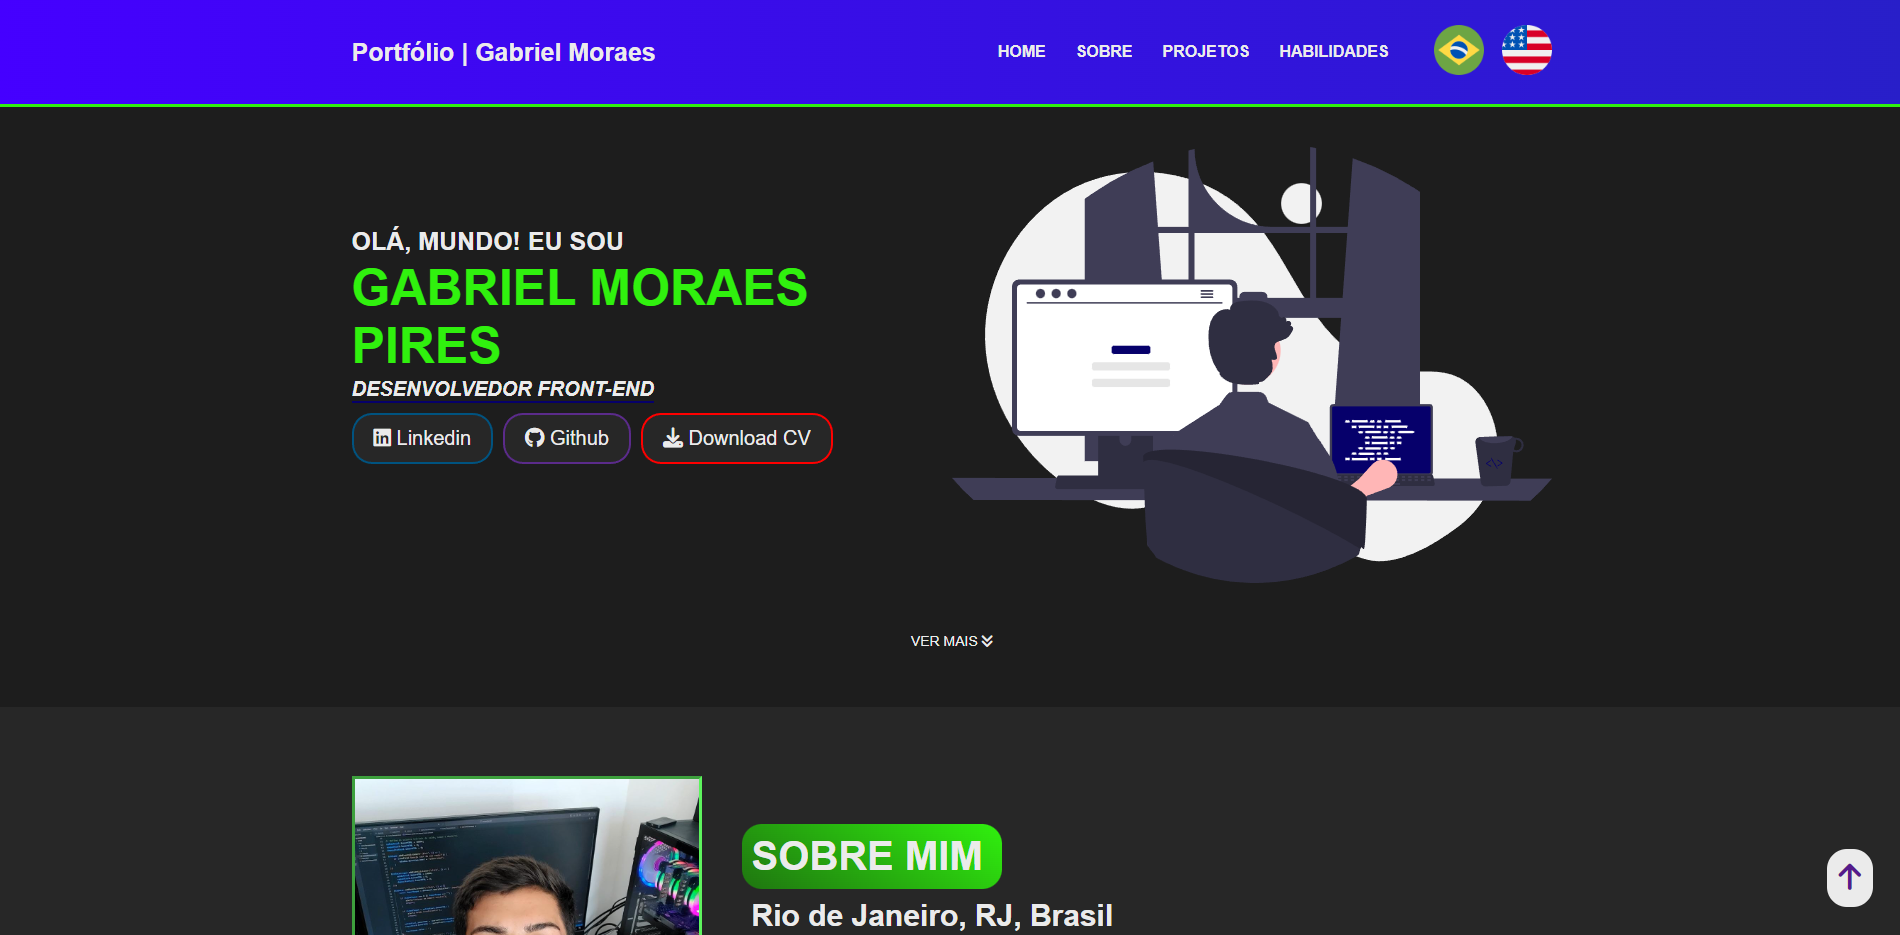 Portfólio | Gabriel Moraes
HOME SOBRE PROJETOS HABILIDADES
OLÁ, MUNDO! EU SOU
GABRIEL MORAES
PIRES
DESENVOLVEDOR FRONT-END
Linkedin Github Download CV
</>
VER MAIS
SOBRE MIM
Rio de Janeiro, RJ, Brasil